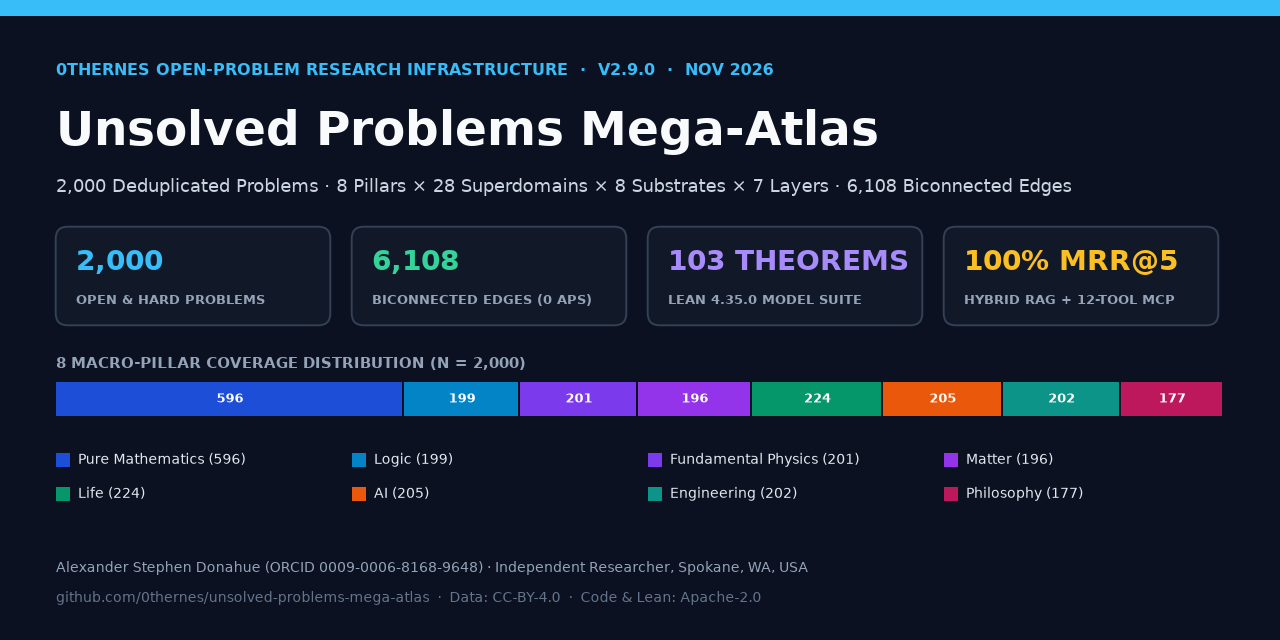 0THERNES OPEN-PROBLEM RESEARCH INFRASTRUCTURE · V2.9.0 · NOV 2026
Unsolved Problems Mega-Atlas
2,000 Deduplicated Problems · 8 Pillars × 28 Superdomains × 8 Substrates × 7 Layers · 6,108 Biconnected Edges
2,000
OPEN & HARD PROBLEMS
6,108
BICONNECTED EDGES (0 APS)
103 THEOREMS
LEAN 4.35.0 MODEL SUITE
100% MRR@5
HYBRID RAG + 12-TOOL MCP
8 MACRO-PILLAR COVERAGE DISTRIBUTION (N = 2,000)
596 199 201 196 224 205 202 177
Pure Mathematics (596) Logic (199) Fundamental Physics (201) Matter (196)
Life (224) AI (205) Engineering (202) Philosophy (177)
Alexander Stephen Donahue (ORCID 0009-0006-8168-9648) · Independent Researcher, Spokane, WA, USA
github.com/0thernes/unsolved-problems-mega-atlas · Data: CC-BY-4.0 · Code & Lean: Apache-2.0